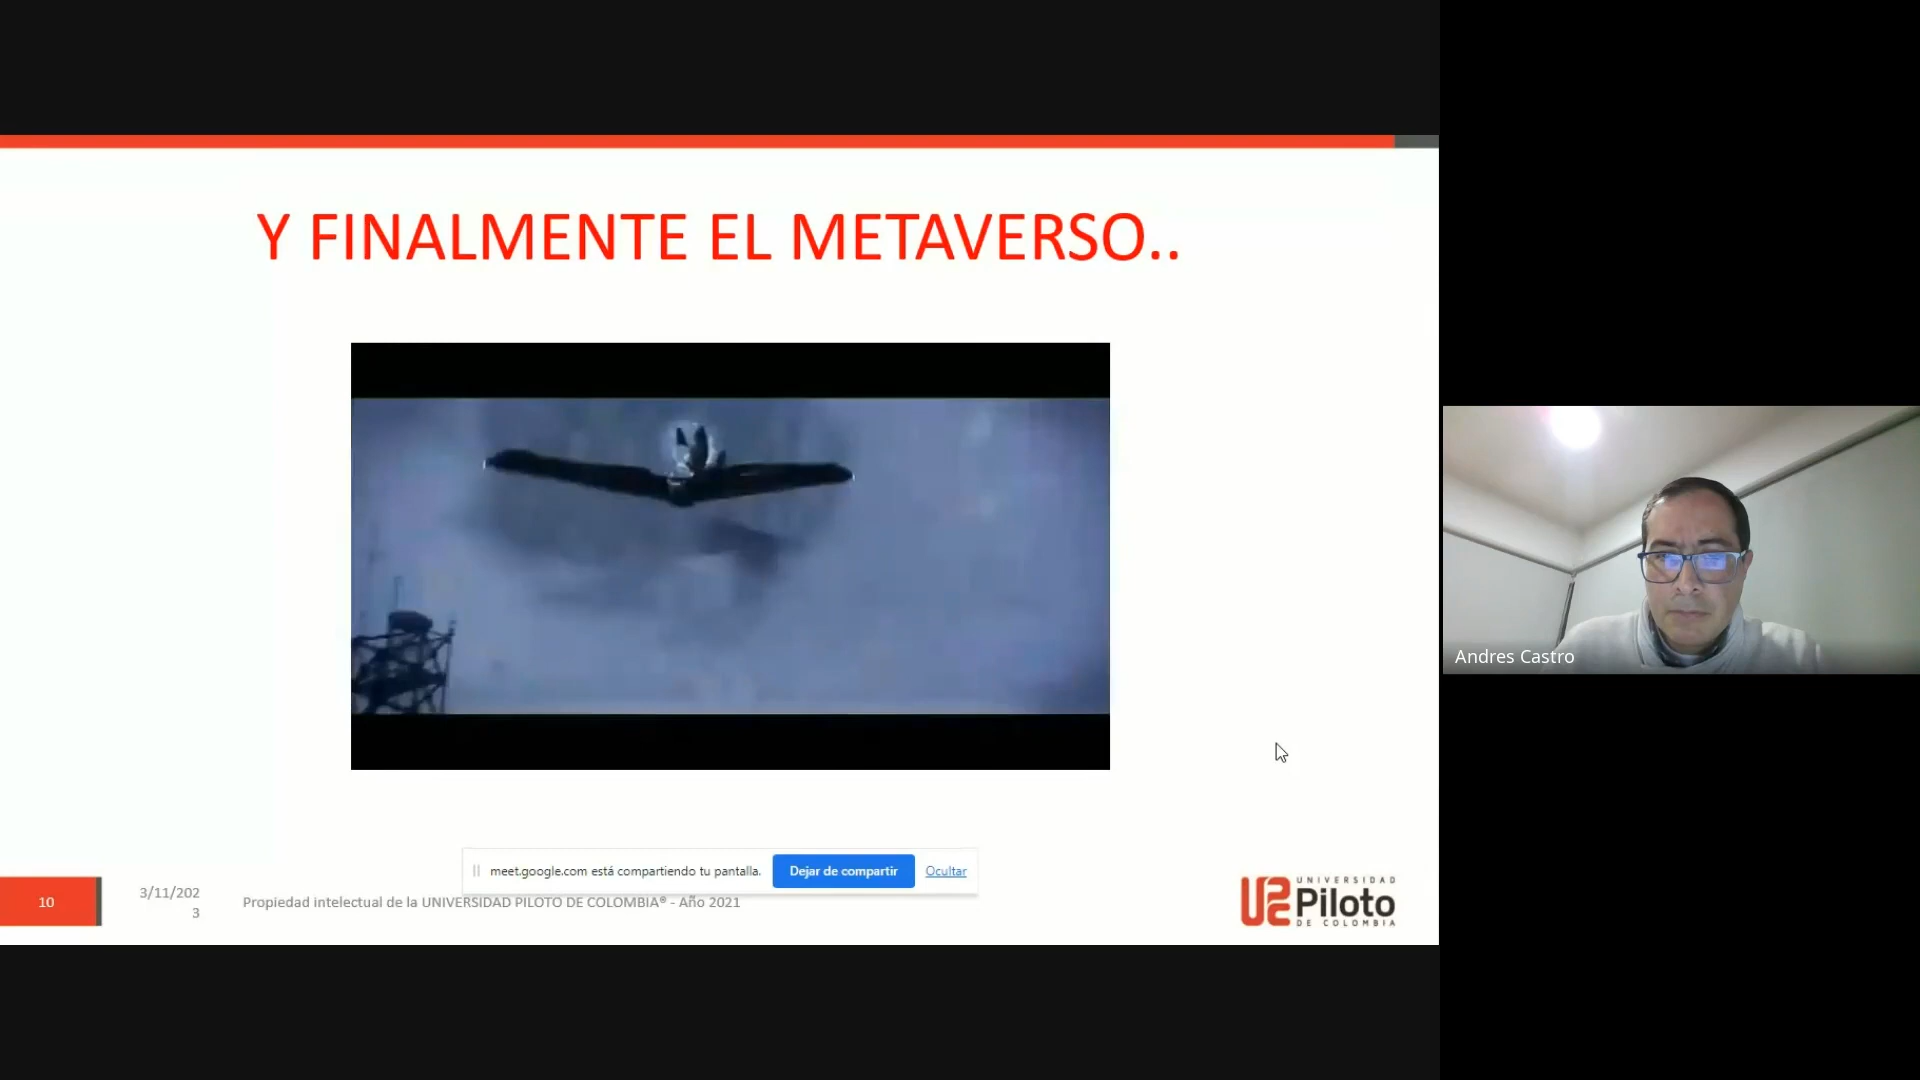 Y FINALMENTE EL METAVERSO..
Andres Castro
meet.google.com está compartiendo tu pantalla.
Dejar de compartir
Ocultar
10
3/11/202
3
Propiedad intelectual de la UNIVERSIDAD PILOTO DE COLOMBIA® - Año 2021
UNIVERSIDAD
Piloto
DE COLOMBIA